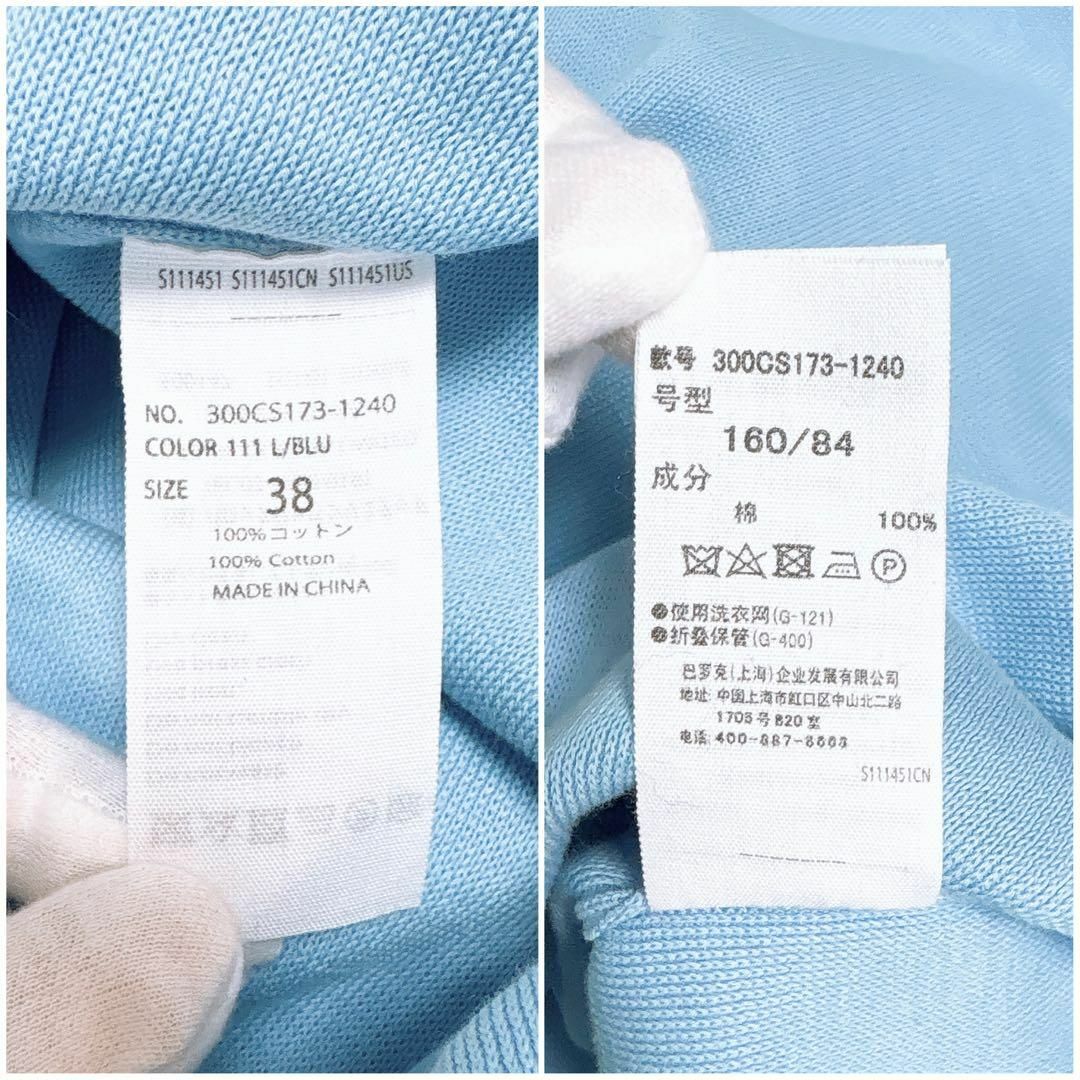 S111451 S111451CN S111451US
NO. 300CS173-1240
COLOR 111 L/BLU
SIZE 38
100%コットン
100% Cotton
MADE IN CHINA
款号 300CS173-1240
号型
160/84
成分
棉 100%
P
●使用洗衣网(G-121)
●折叠保管(G-400)
巴罗克(上海)企业发展有限公司
地址: 中国上海市虹口区中山北二路
1705号820室
电话: 400-887-8668
S111451CN